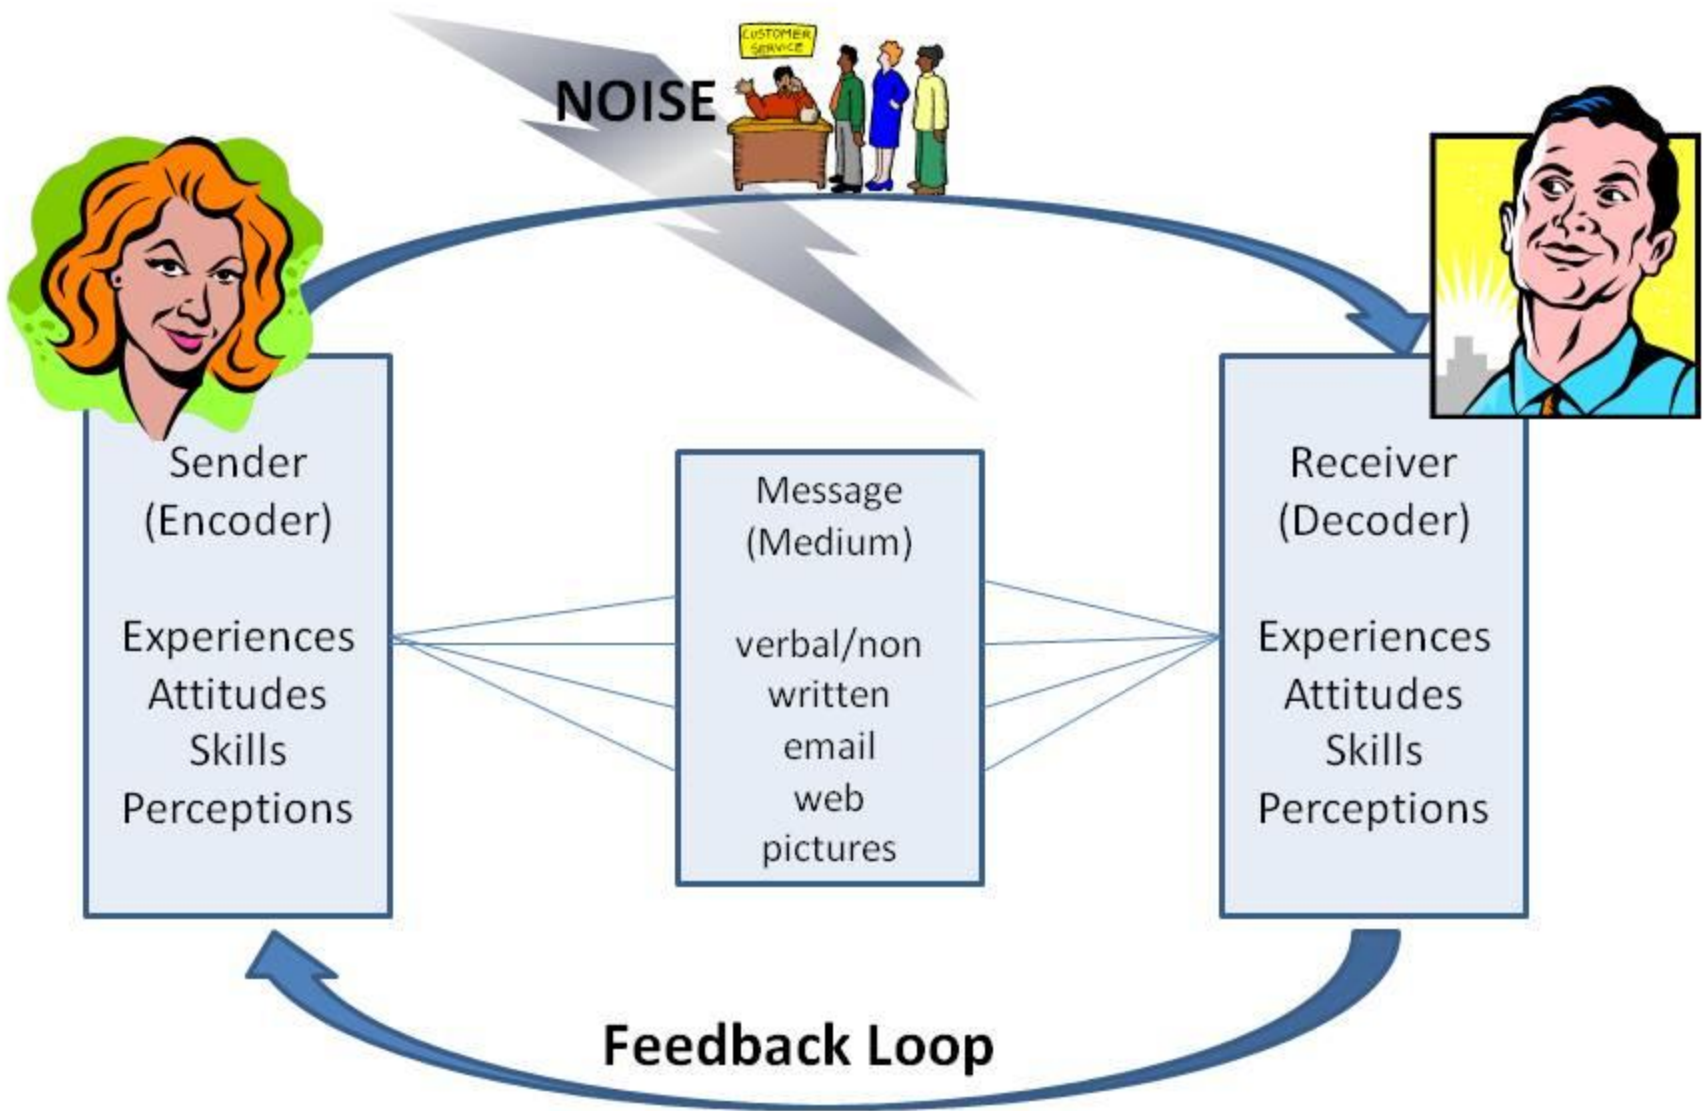 CUSTOMER
SERVICE
NOISE
Sender
(Encoder)
Experiences
Attitudes
Skills
Perceptions
Message
(Medium)
verbal/non
written
email
web
pictures
Receiver
(Decoder)
Experiences
Attitudes
Skills
Perceptions
Feedback Loop